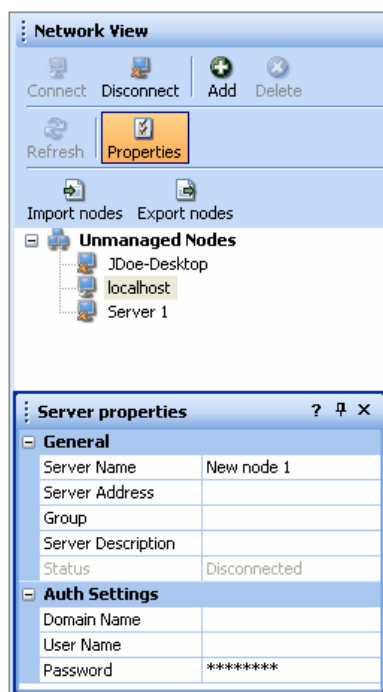 Network View
Connect Disconnect Add Delete
Refresh Properties
Import nodes Export nodes
Unmanaged Nodes
JDoe-Desktop
localhost
Server 1
Server properties ? X
General
Server Name New node 1
Server Address
Group
Server Description
Status Disconnected
Auth Settings
Domain Name
User Name
Password ********